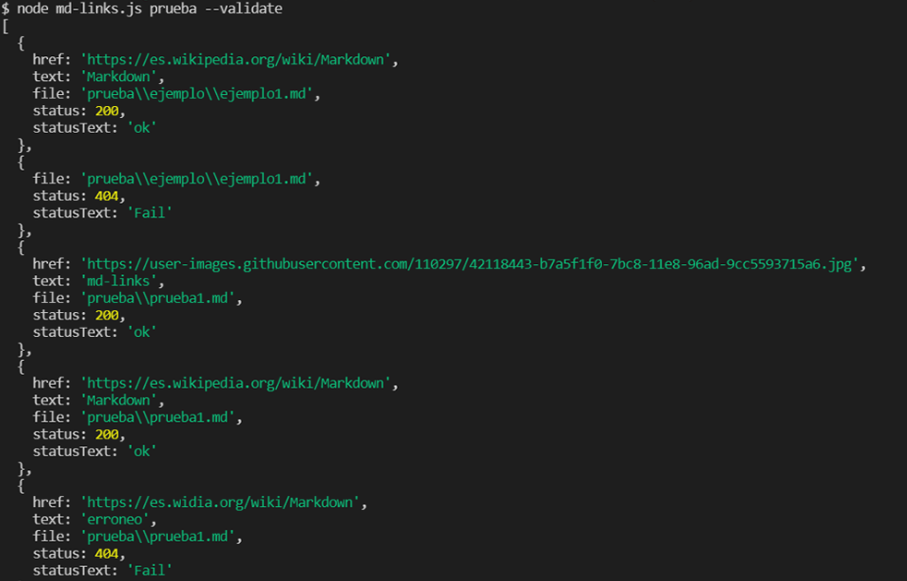 $ node md-links.js prueba --validate
[
  {
    href: 'https://es.wikipedia.org/wiki/Markdown',
    text: 'Markdown',
    file: 'prueba\\ejemplo\\ejemplo1.md',
    status: 200,
    statusText: 'ok'
  },
  {
    file: 'prueba\\ejemplo\\ejemplo1.md',
    status: 404,
    statusText: 'Fail'
  },
  {
    href: 'https://user-images.githubusercontent.com/110297/42118443-b7a5f1f0-7bc8-11e8-96ad-9cc5593715a6.jpg',
    text: 'md-links',
    file: 'prueba\\prueba1.md',
    status: 200,
    statusText: 'ok'
  },
  {
    href: 'https://es.wikipedia.org/wiki/Markdown',
    text: 'Markdown',
    file: 'prueba\\prueba1.md',
    status: 200,
    statusText: 'ok'
  },
  {
    href: 'https://es.widia.org/wiki/Markdown',
    text: 'erroneo',
    file: 'prueba\\prueba1.md',
    status: 404,
    statusText: 'Fail'